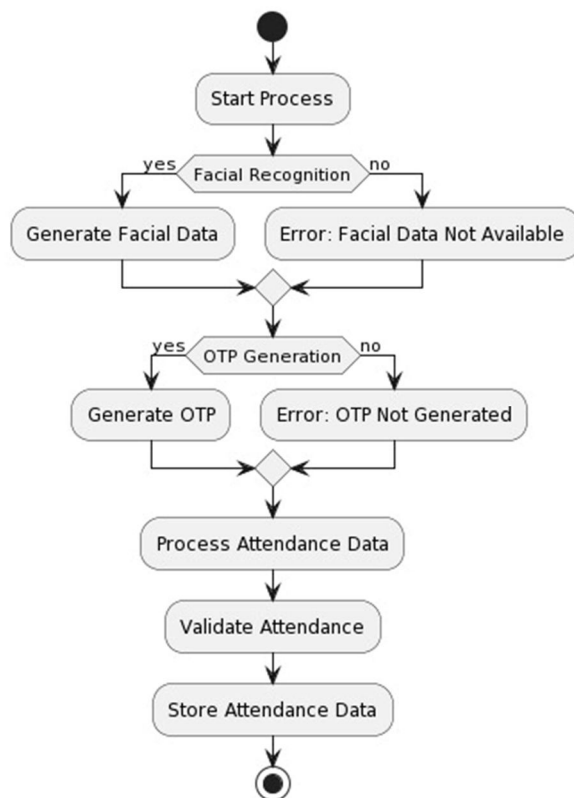 Start Process
yes
Facial Recognition
no
Generate Facial Data
Error: Facial Data Not Available
yes
OTP Generation
no
Generate OTP
Error: OTP Not Generated
Process Attendance Data
Validate Attendance
Store Attendance Data